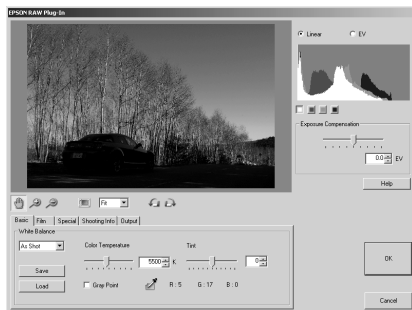 EPSON RAW Plug-In
Linear EV
Exposure Compensation
0.0 EV
Help
Fit
Basic Film Special Shooting Info Output
White Balance
As Shot Color Temperature Tint
5500 K 0
Save
Load Gray Point R : 5 G : 17 B : 0
OK
Cancel